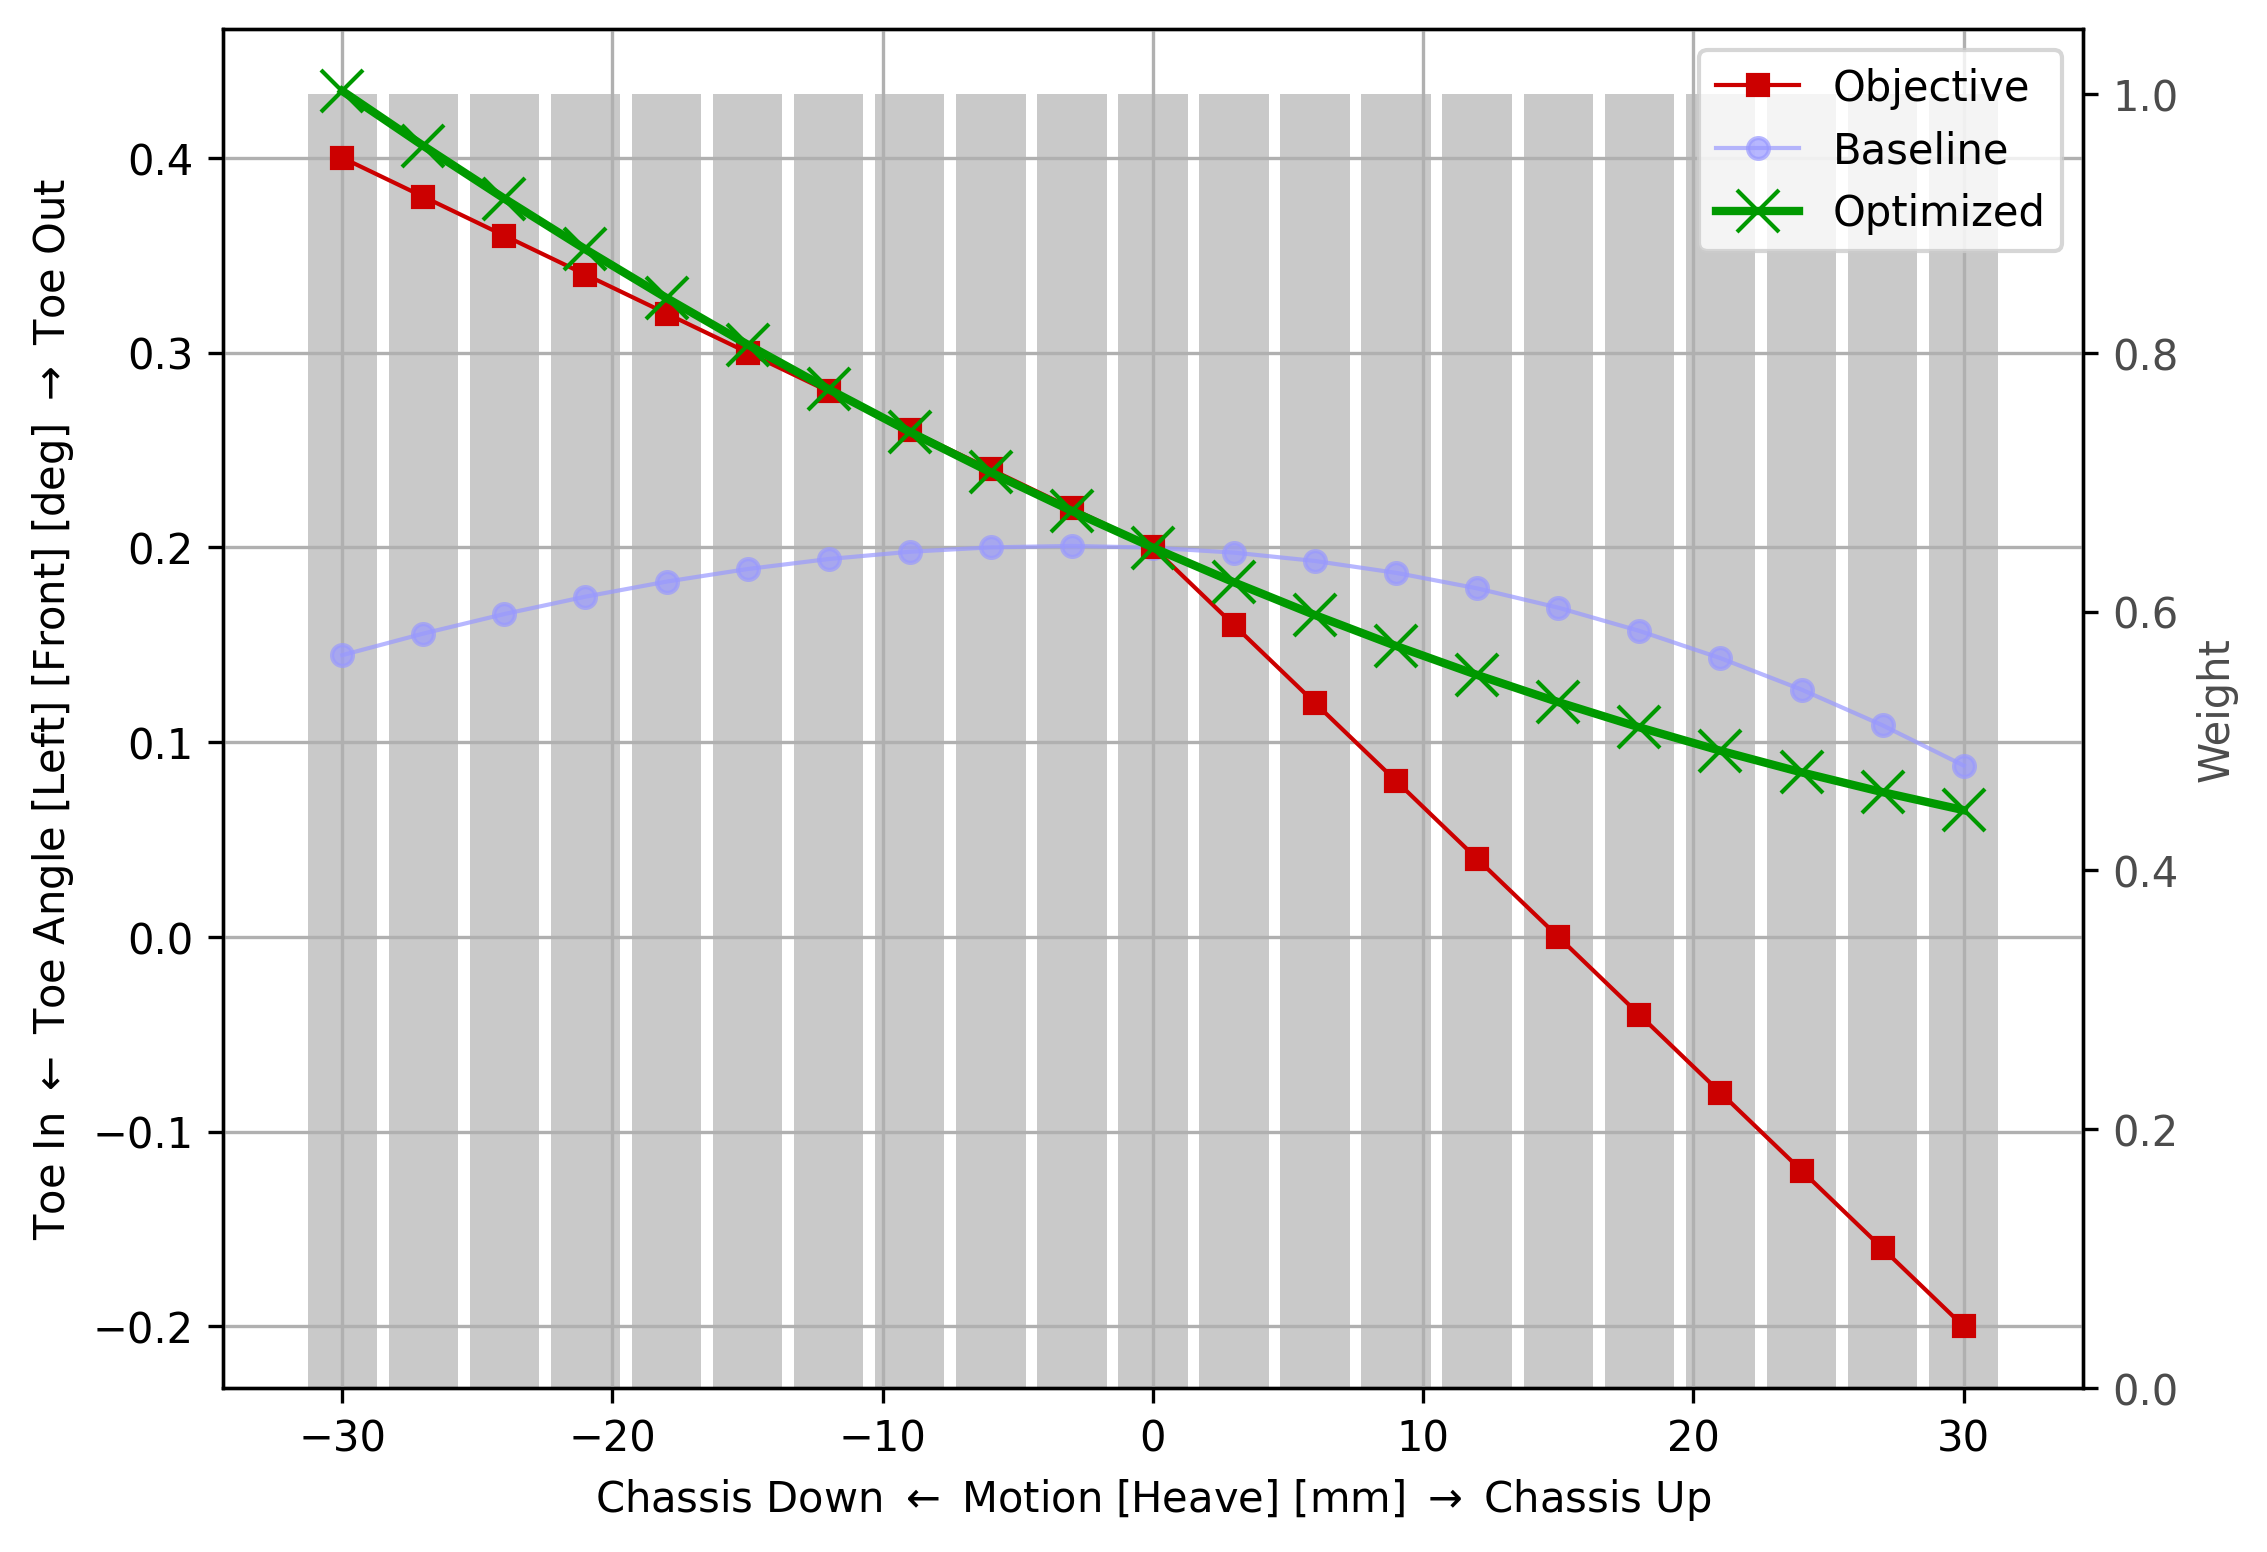 Objective
Baseline
Optimized
Toe In ← Toe Angle [Left] [Front] [deg] → Toe Out
0.4
0.3
0.2
0.1
0.0
−0.1
−0.2
1.0
0.8
0.6
0.4
0.2
0.0
Weight
−30 −20 −10 0 10 20 30
Chassis Down ← Motion [Heave] [mm] → Chassis Up